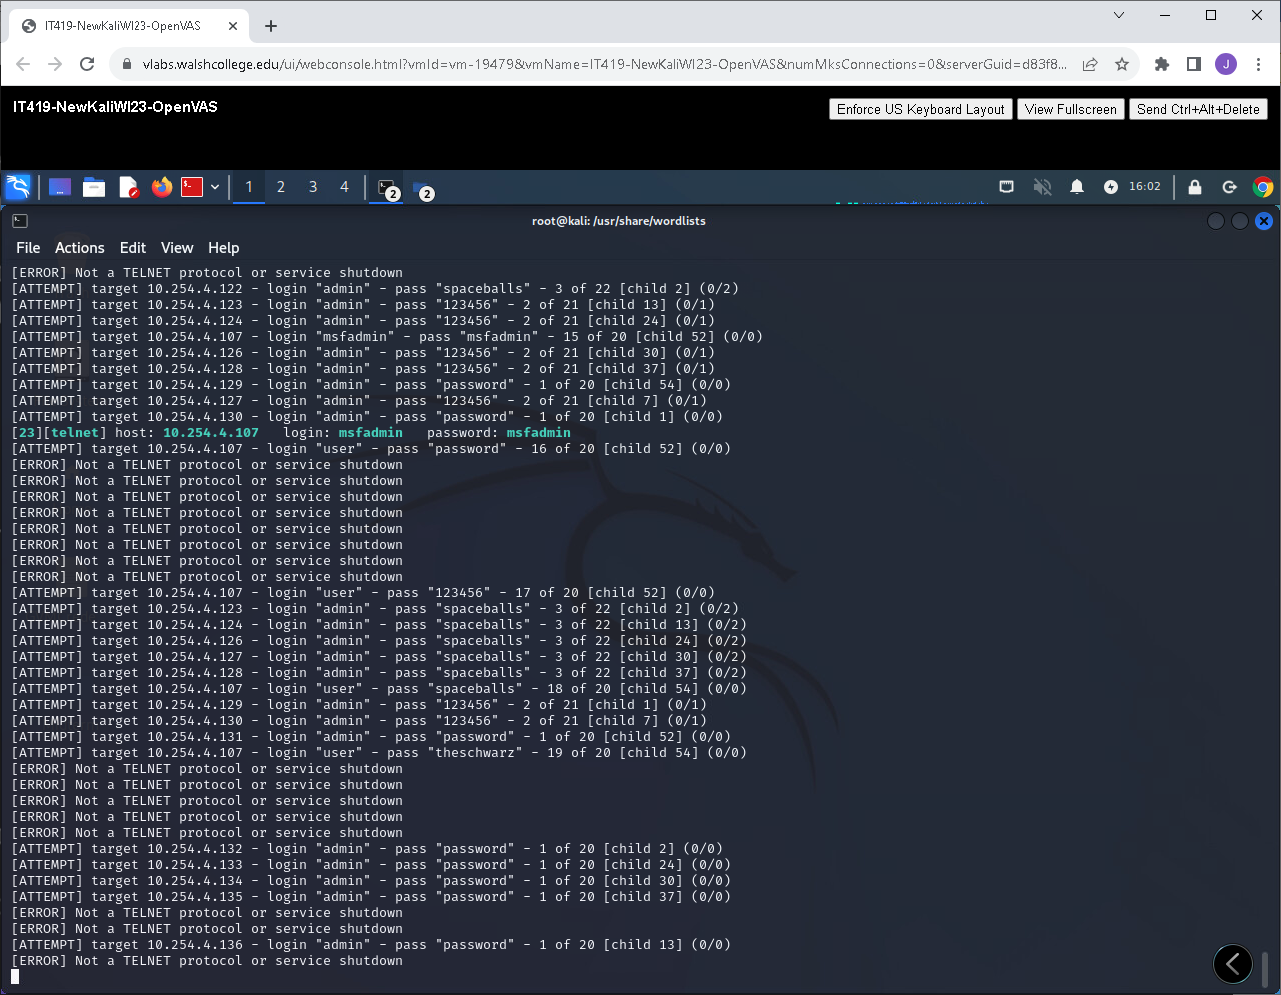 IT419-NewKaliWI23-OpenVAS
vlabs.walshcollege.edu/ui/webconsole.html?vmId=vm-19479&vmName=IT419-NewKaliWI23-OpenVAS&numMksConnections=0&serverGuid=d83f8...
J
IT419-NewKaliWI23-OpenVAS
Enforce US Keyboard Layout
View Fullscreen
Send Ctrl+Alt+Delete
1 2 3 4 2 2 16:02
root@kali: /usr/share/wordlists
File Actions Edit View Help
[ERROR] Not a TELNET protocol or service shutdown
[ATTEMPT] target 10.254.4.122 - login "admin" - pass "spaceballs" - 3 of 22 [child 2] (0/2)
[ATTEMPT] target 10.254.4.123 - login "admin" - pass "123456" - 2 of 21 [child 13] (0/1)
[ATTEMPT] target 10.254.4.124 - login "admin" - pass "123456" - 2 of 21 [child 24] (0/1)
[ATTEMPT] target 10.254.4.107 - login "msfadmin" - pass "msfadmin" - 15 of 20 [child 52] (0/0)
[ATTEMPT] target 10.254.4.126 - login "admin" - pass "123456" - 2 of 21 [child 30] (0/1)
[ATTEMPT] target 10.254.4.128 - login "admin" - pass "123456" - 2 of 21 [child 37] (0/1)
[ATTEMPT] target 10.254.4.129 - login "admin" - pass "password" - 1 of 20 [child 54] (0/0)
[ATTEMPT] target 10.254.4.127 - login "admin" - pass "123456" - 2 of 21 [child 7] (0/1)
[ATTEMPT] target 10.254.4.130 - login "admin" - pass "password" - 1 of 20 [child 1] (0/0)
[23][telnet] host: 10.254.4.107 login: msfadmin password: msfadmin
[ATTEMPT] target 10.254.4.107 - login "user" - pass "password" - 16 of 20 [child 52] (0/0)
[ERROR] Not a TELNET protocol or service shutdown
[ERROR] Not a TELNET protocol or service shutdown
[ERROR] Not a TELNET protocol or service shutdown
[ERROR] Not a TELNET protocol or service shutdown
[ERROR] Not a TELNET protocol or service shutdown
[ERROR] Not a TELNET protocol or service shutdown
[ERROR] Not a TELNET protocol or service shutdown
[ERROR] Not a TELNET protocol or service shutdown
[ATTEMPT] target 10.254.4.107 - login "user" - pass "123456" - 17 of 20 [child 52] (0/0)
[ATTEMPT] target 10.254.4.123 - login "admin" - pass "spaceballs" - 3 of 22 [child 2] (0/2)
[ATTEMPT] target 10.254.4.124 - login "admin" - pass "spaceballs" - 3 of 22 [child 13] (0/2)
[ATTEMPT] target 10.254.4.126 - login "admin" - pass "spaceballs" - 3 of 22 [child 24] (0/2)
[ATTEMPT] target 10.254.4.127 - login "admin" - pass "spaceballs" - 3 of 22 [child 30] (0/2)
[ATTEMPT] target 10.254.4.128 - login "admin" - pass "spaceballs" - 3 of 22 [child 37] (0/2)
[ATTEMPT] target 10.254.4.107 - login "user" - pass "spaceballs" - 18 of 20 [child 54] (0/0)
[ATTEMPT] target 10.254.4.129 - login "admin" - pass "123456" - 2 of 21 [child 1] (0/1)
[ATTEMPT] target 10.254.4.130 - login "admin" - pass "123456" - 2 of 21 [child 7] (0/1)
[ATTEMPT] target 10.254.4.131 - login "admin" - pass "password" - 1 of 20 [child 52] (0/0)
[ATTEMPT] target 10.254.4.107 - login "user" - pass "theschwarz" - 19 of 20 [child 54] (0/0)
[ERROR] Not a TELNET protocol or service shutdown
[ERROR] Not a TELNET protocol or service shutdown
[ERROR] Not a TELNET protocol or service shutdown
[ERROR] Not a TELNET protocol or service shutdown
[ERROR] Not a TELNET protocol or service shutdown
[ATTEMPT] target 10.254.4.132 - login "admin" - pass "password" - 1 of 20 [child 2] (0/0)
[ATTEMPT] target 10.254.4.133 - login "admin" - pass "password" - 1 of 20 [child 24] (0/0)
[ATTEMPT] target 10.254.4.134 - login "admin" - pass "password" - 1 of 20 [child 30] (0/0)
[ATTEMPT] target 10.254.4.135 - login "admin" - pass "password" - 1 of 20 [child 37] (0/0)
[ERROR] Not a TELNET protocol or service shutdown
[ERROR] Not a TELNET protocol or service shutdown
[ATTEMPT] target 10.254.4.136 - login "admin" - pass "password" - 1 of 20 [child 13] (0/0)
[ERROR] Not a TELNET protocol or service shutdown